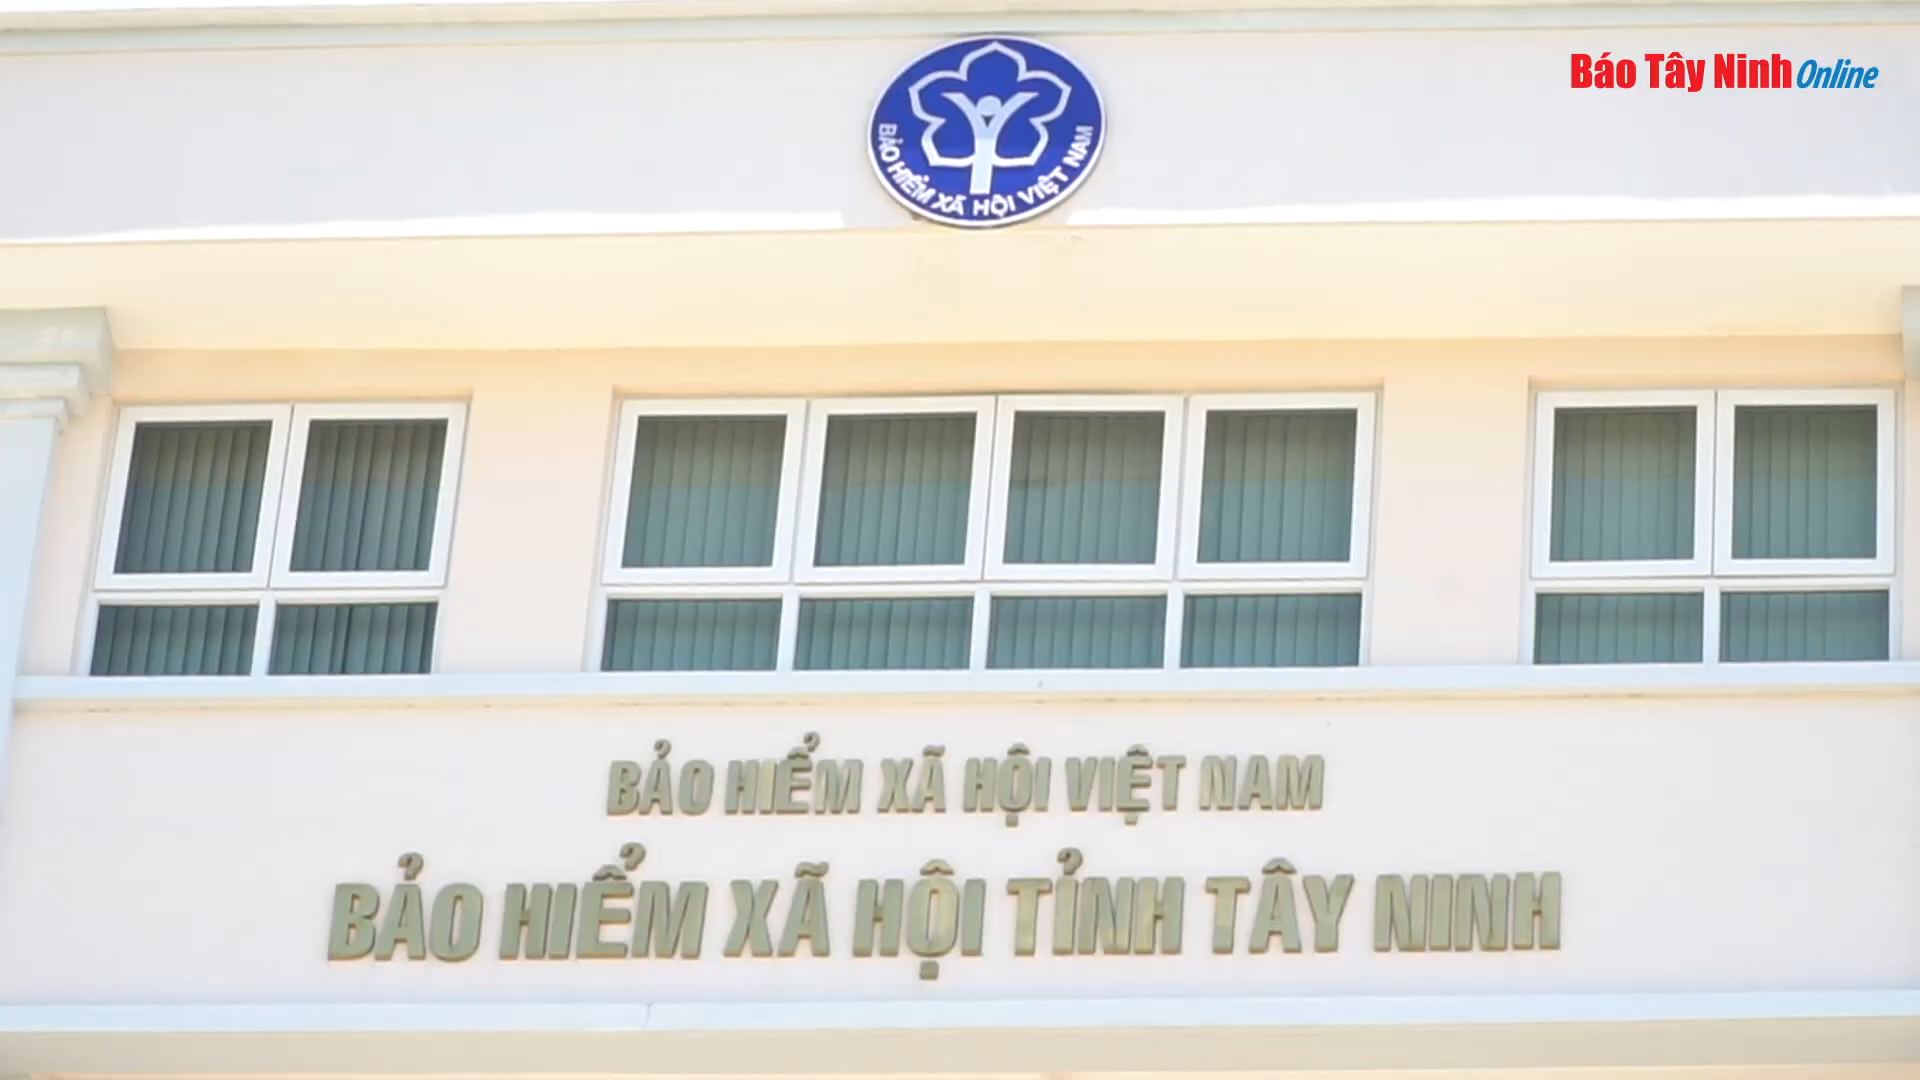 Báo Tây Ninh Online
BẢO HIỂM XÃ HỘI VIỆT NAM
BẢO HIỂM XÃ HỘI VIỆT NAM
BẢO HIỂM XÃ HỘI TỈNH TÂY NINH